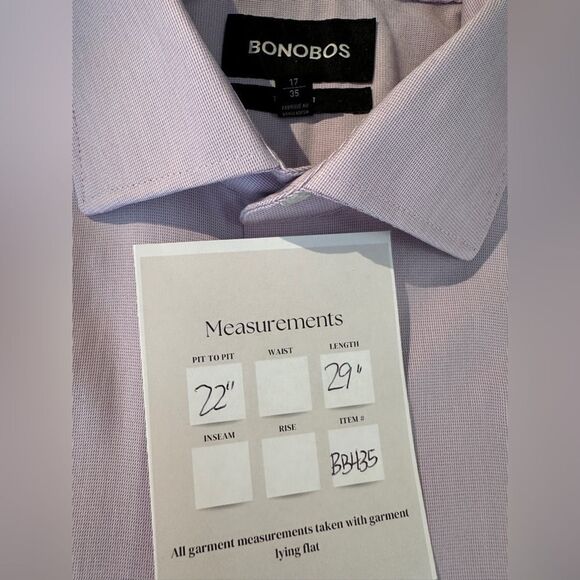 BONOBOS
17
35
Measurements
PIT TO PIT WAIST LENGTH
22" 29"
INSEAM RISE ITEM #
BB435
All garment measurements taken with garment
lying flat